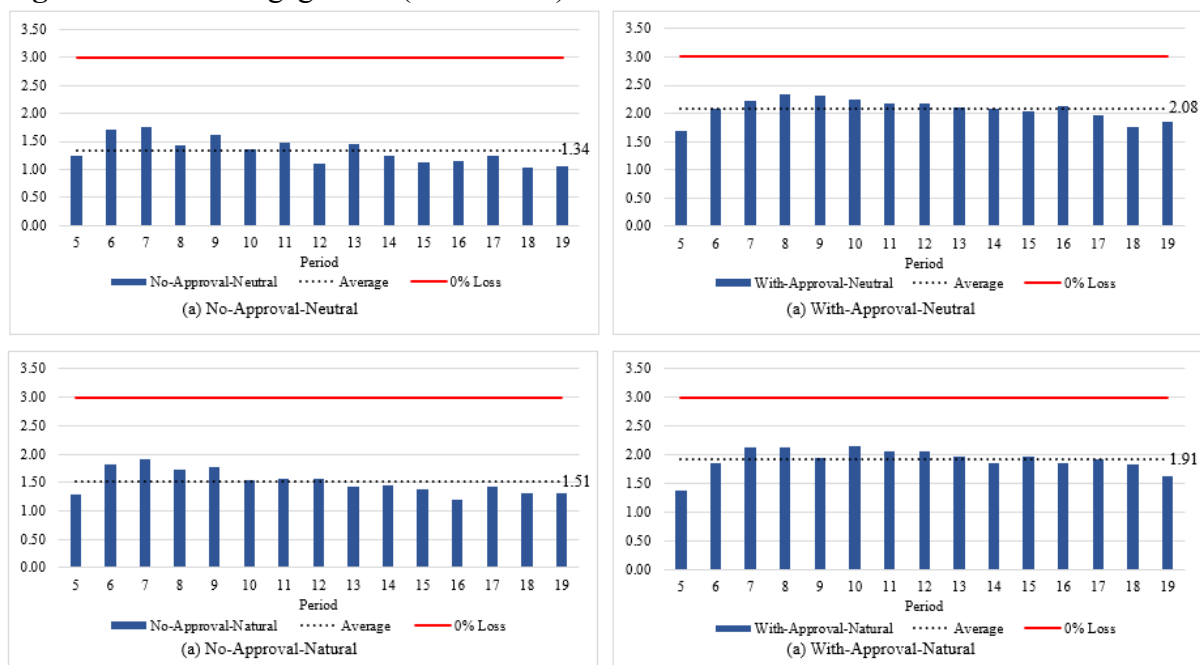 3.50
3.00
2.50
2.00
1.50
1.00
0.50
0.00
1.34
5 6 7 8 9 10 11 12 13 14 15 16 17 18 19
Period
No-Approval-Neutral Average 0% Loss
(a) No-Approval-Neutral
3.50
3.00
2.50
2.00
1.50
1.00
0.50
0.00
2.08
5 6 7 8 9 10 11 12 13 14 15 16 17 18 19
Period
With-Approval-Neutral Average 0% Loss
(a) With-Approval-Neutral
3.50
3.00
2.50
2.00
1.50
1.00
0.50
0.00
1.51
5 6 7 8 9 10 11 12 13 14 15 16 17 18 19
Period
No-Approval-Natural Average 0% Loss
(a) No-Approval-Natural
3.50
3.00
2.50
2.00
1.50
1.00
0.50
0.00
1.91
5 6 7 8 9 10 11 12 13 14 15 16 17 18 19
Period
With-Approval-Natural Average 0% Loss
(a) With-Approval-Natural